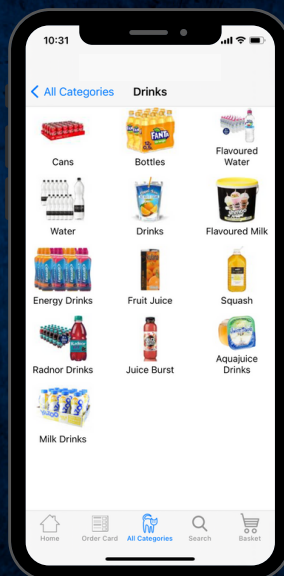 10:31
All Categories Drinks
Cans
Bottles
FANTA
Flavoured
Water
Water
Drinks
Flavoured Milk
Energy Drinks
Fruit Juice
Squash
Radnor Drinks
Juice Burst
Aquajuice
Drinks
Milk Drinks
Home
Order Card
All Categories
Search
Basket